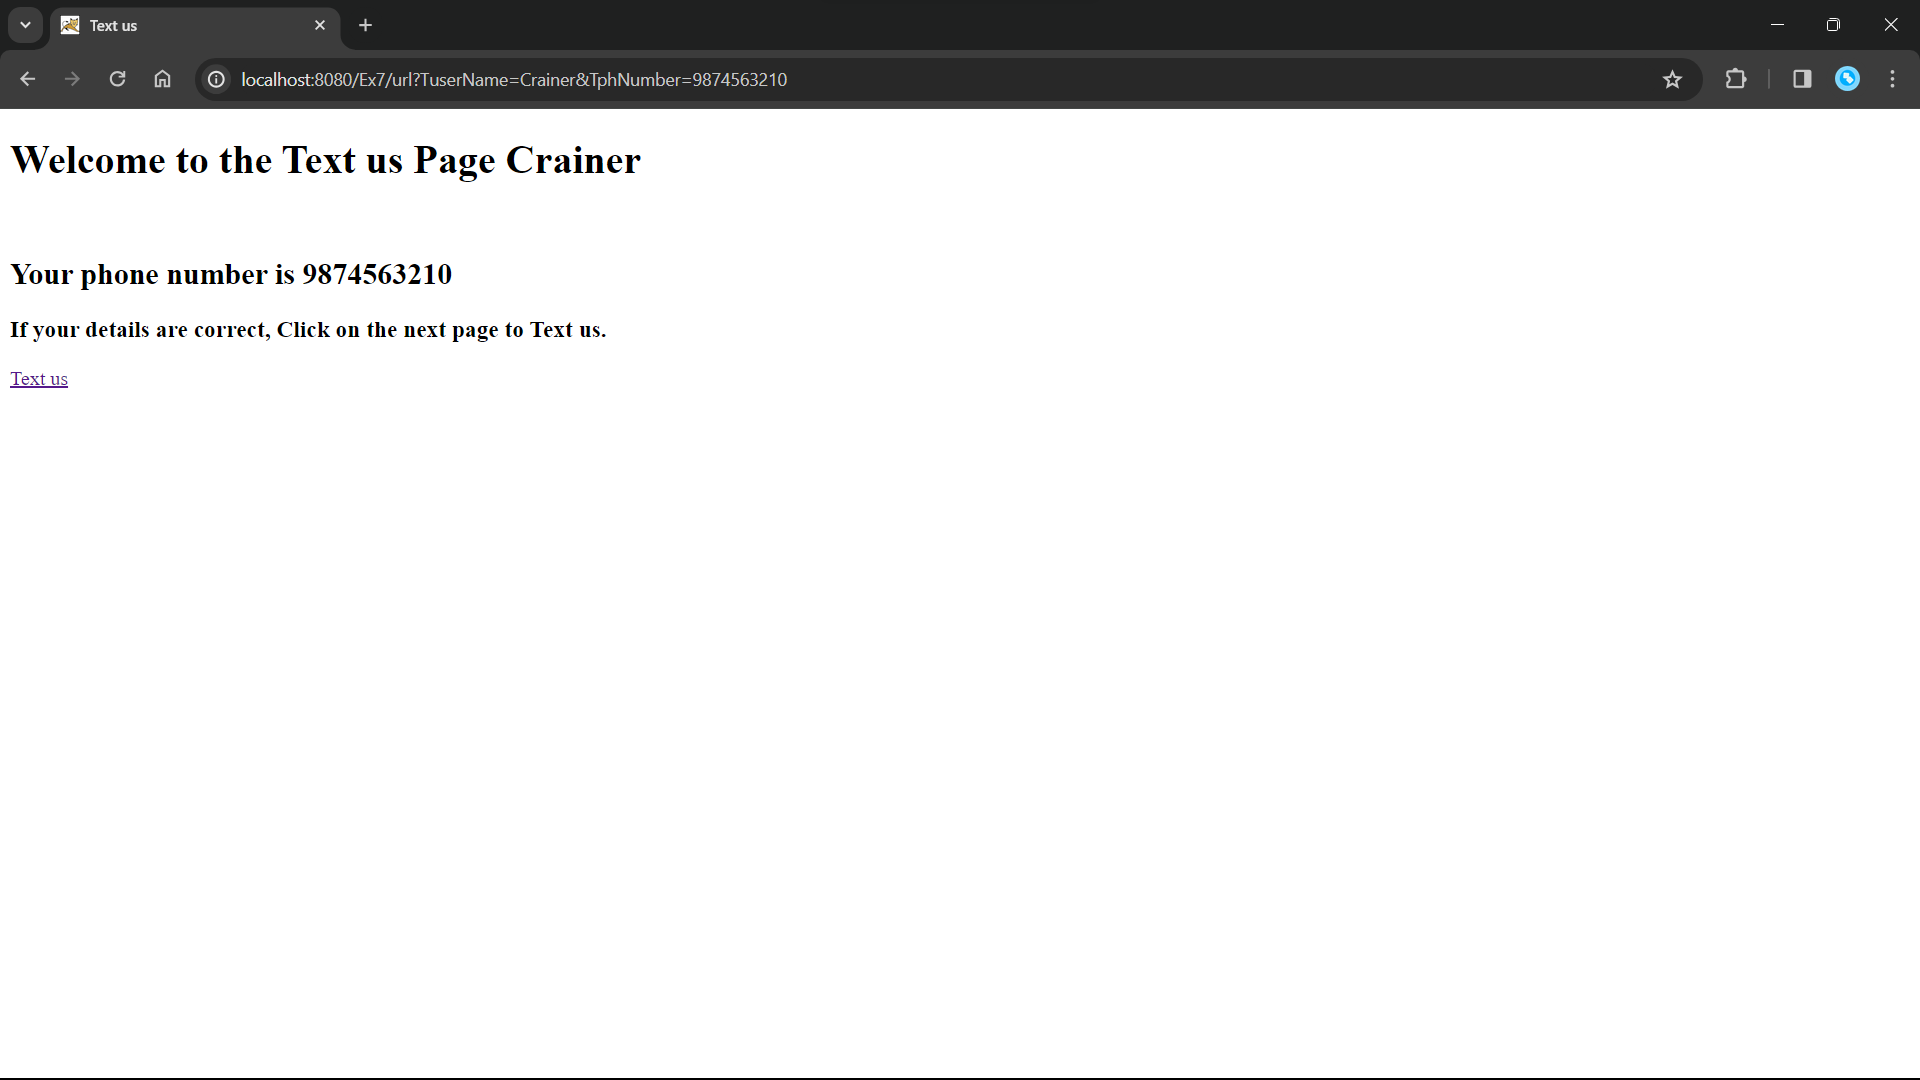 Text us
localhost:8080/Ex7/url?TuserName=Crainer&TphNumber=9874563210
Welcome to the Text us Page Crainer
Your phone number is 9874563210
If your details are correct, Click on the next page to Text us.
Text us